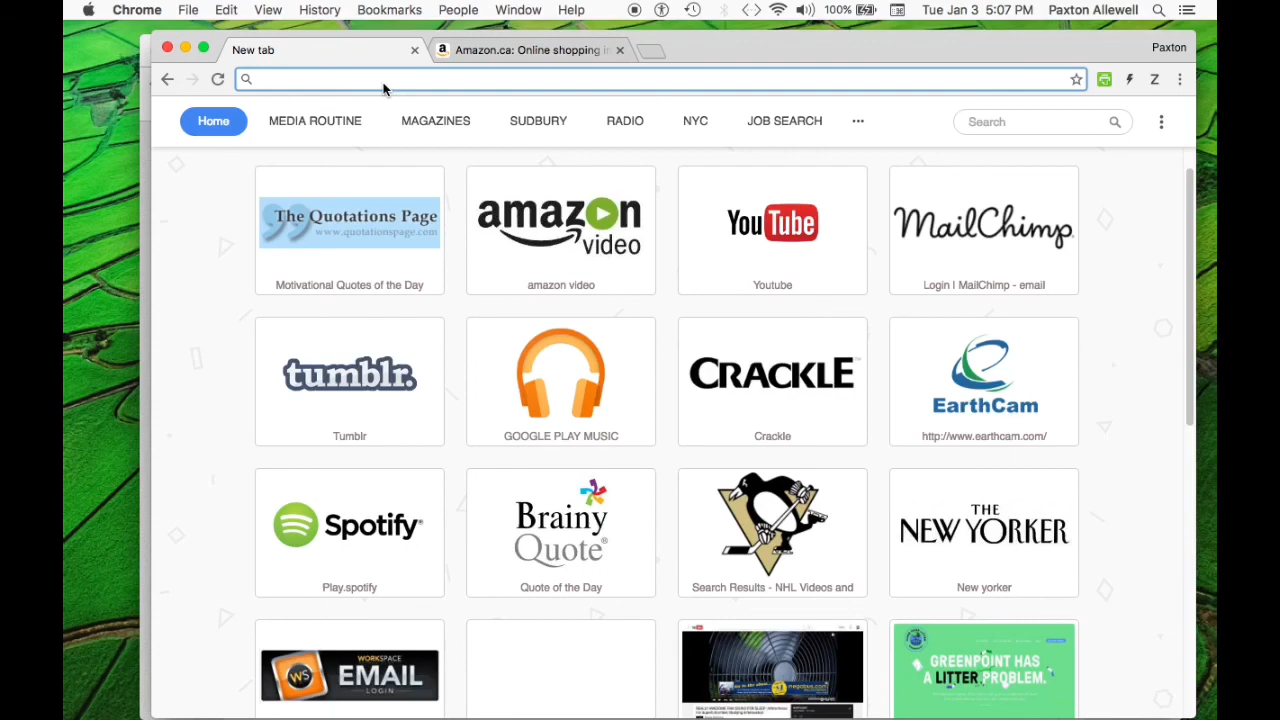 Chrome File Edit View History Bookmarks People Window Help 100% Tue Jan 3 5:07 PM Paxton Allewell
New tab Amazon.ca: Online shopping in Paxton
Z
Home MEDIA ROUTINE MAGAZINES SUDBURY RADIO NYC JOB SEARCH ••• Search
The Quotations Page
www.quotationspage.com
Motivational Quotes of the Day
amazon
video
amazon video
YouTube
Youtube
MailChimp
Login | MailChimp - email
tumblr.
Tumblr
GOOGLE PLAY MUSIC
CRACKLE
Crackle
EarthCam
http://www.earthcam.com/
Spotify
Play.spotify
Brainy
Quote
Quote of the Day
Search Results - NHL Videos and
THE
NEW YORKER
New yorker
WS WORKSPACE
EMAIL
LOGIN
GREENPOINT HAS
A LITTER PROBLEM.